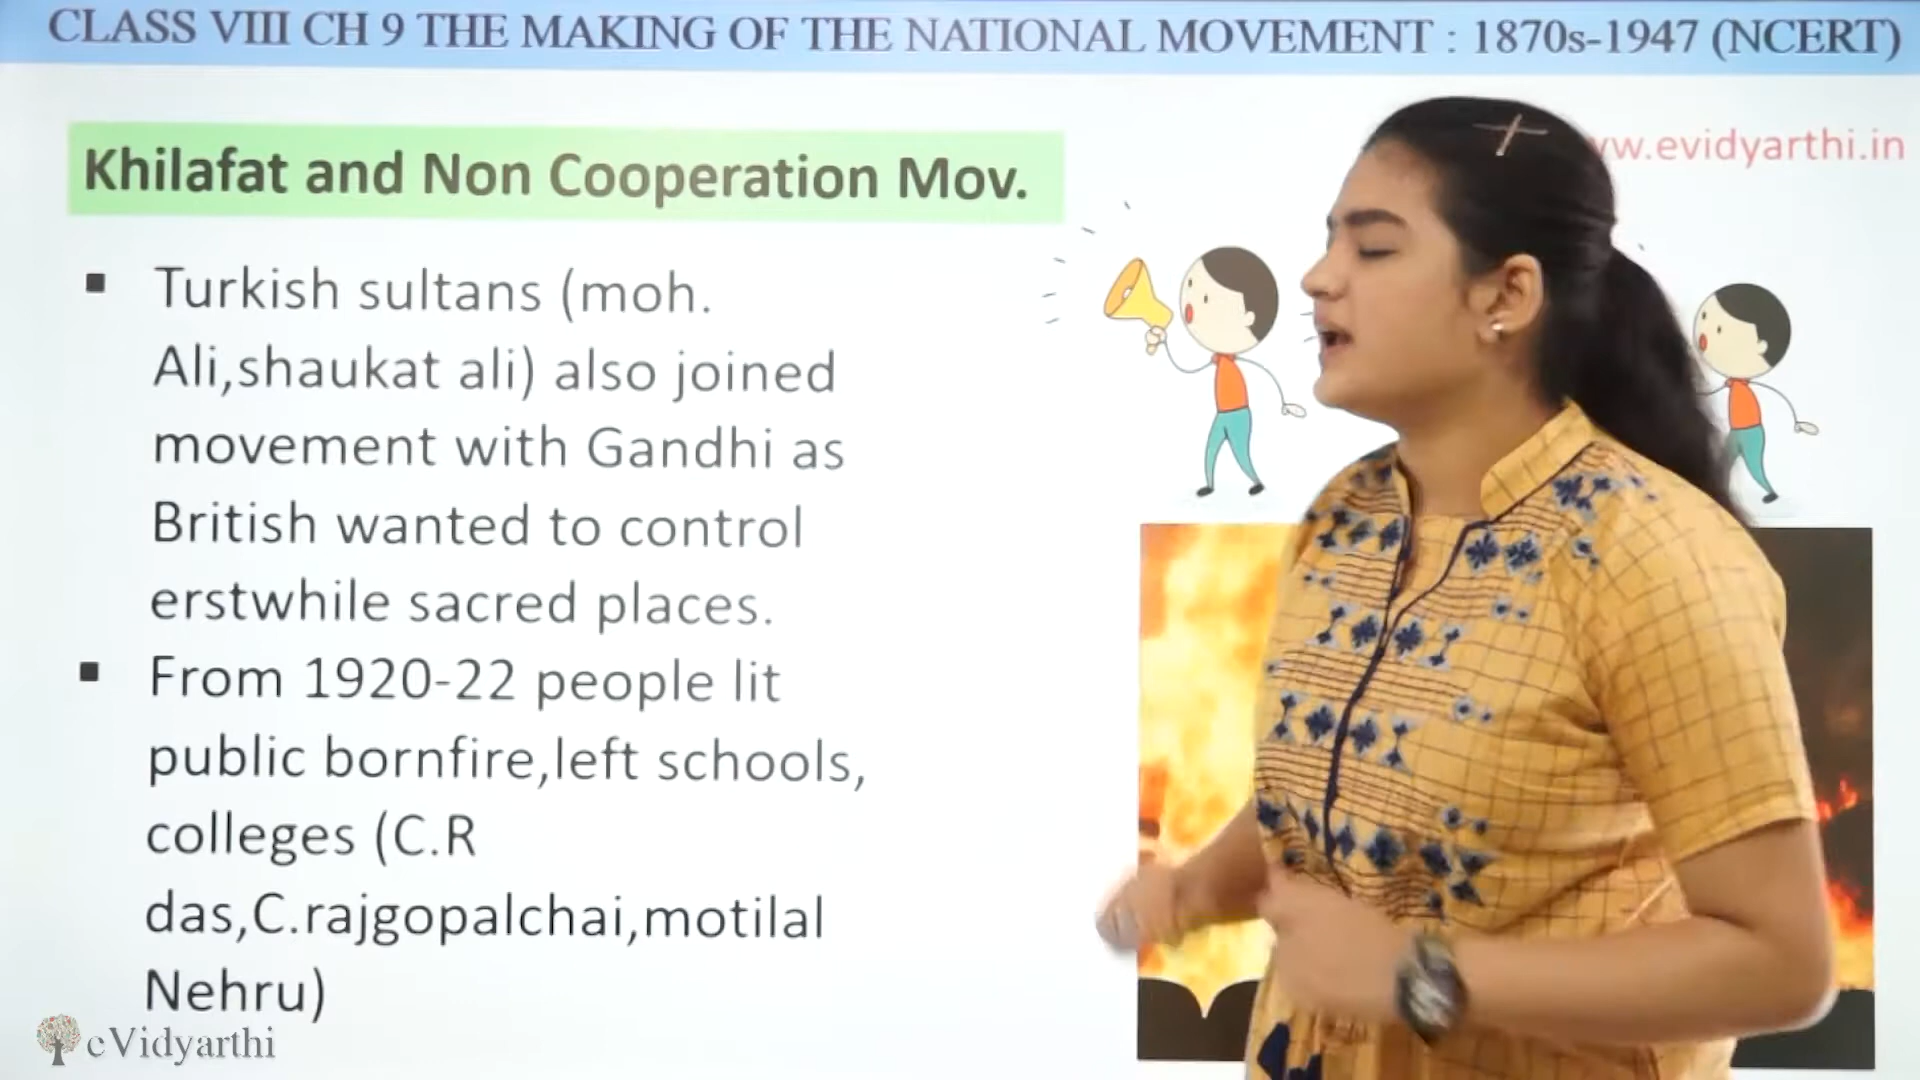 CLASS VIII CH 9 THE MAKING OF THE NATIONAL MOVEMENT : 1870s-1947 (NCERT)
Khilafat and Non Cooperation Mov.
▪ Turkish sultans (moh.
Ali,shaukat ali) also joined
movement with Gandhi as
British wanted to control
erstwhile sacred places.
▪ From 1920-22 people lit
public bornfire,left schools,
colleges (C.R
das,C.rajgopalchai,motilal
Nehru)
w.evidyarthi.in
eVidyarthi